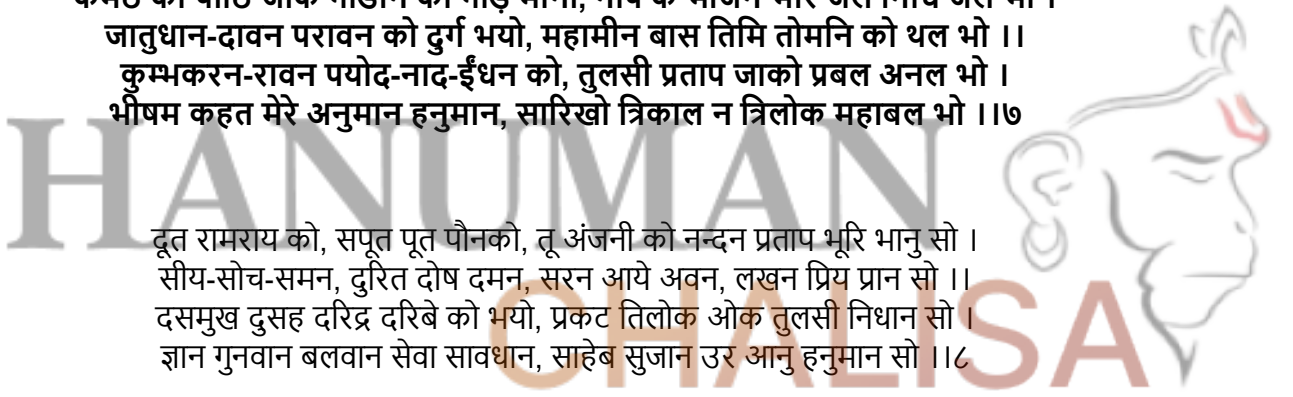 जातुधान-दावन परावन को दुर्ग भयो, महामीन बास तिमि तोमनि को थल भो ।।
कुम्भकरन-रावन पयोद-नाद-ईंधन को, तुलसी प्रताप जाको प्रबल अनल भो ।
भीषम कहत मेरे अनुमान हनुमान, सारिखो त्रिकाल न त्रिलोक महाबल भो ।।७
HANUMAN
दूत रामराय को, सपूत पूत पौनको, तू अंजनी को नन्दन प्रताप भूरि भानु सो ।
सीय-सोच-समन, दुरित दोष दमन, सरन आये अवन, लखन प्रिय प्रान सो ।।
दसमुख दुसह दरिद्र दरिबे को भयो, प्रकट तिलोक ओक तुलसी निधान सो ।
ज्ञान गुनवान बलवान सेवा सावधान, साहेब सुजान उर आनु हनुमान सो ।।८
CHALISA